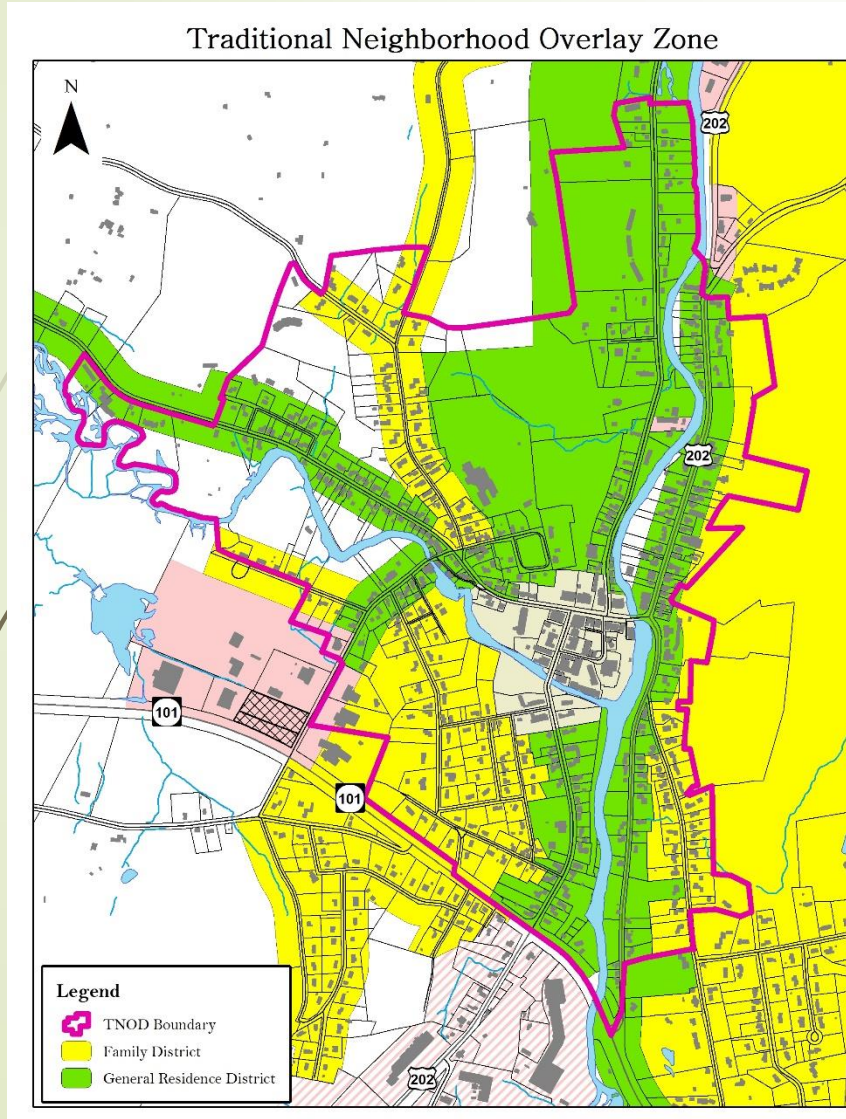 Traditional Neighborhood Overlay Zone
N
202
202
101
101
202
Legend
TNOD Boundary
Family District
General Residence District